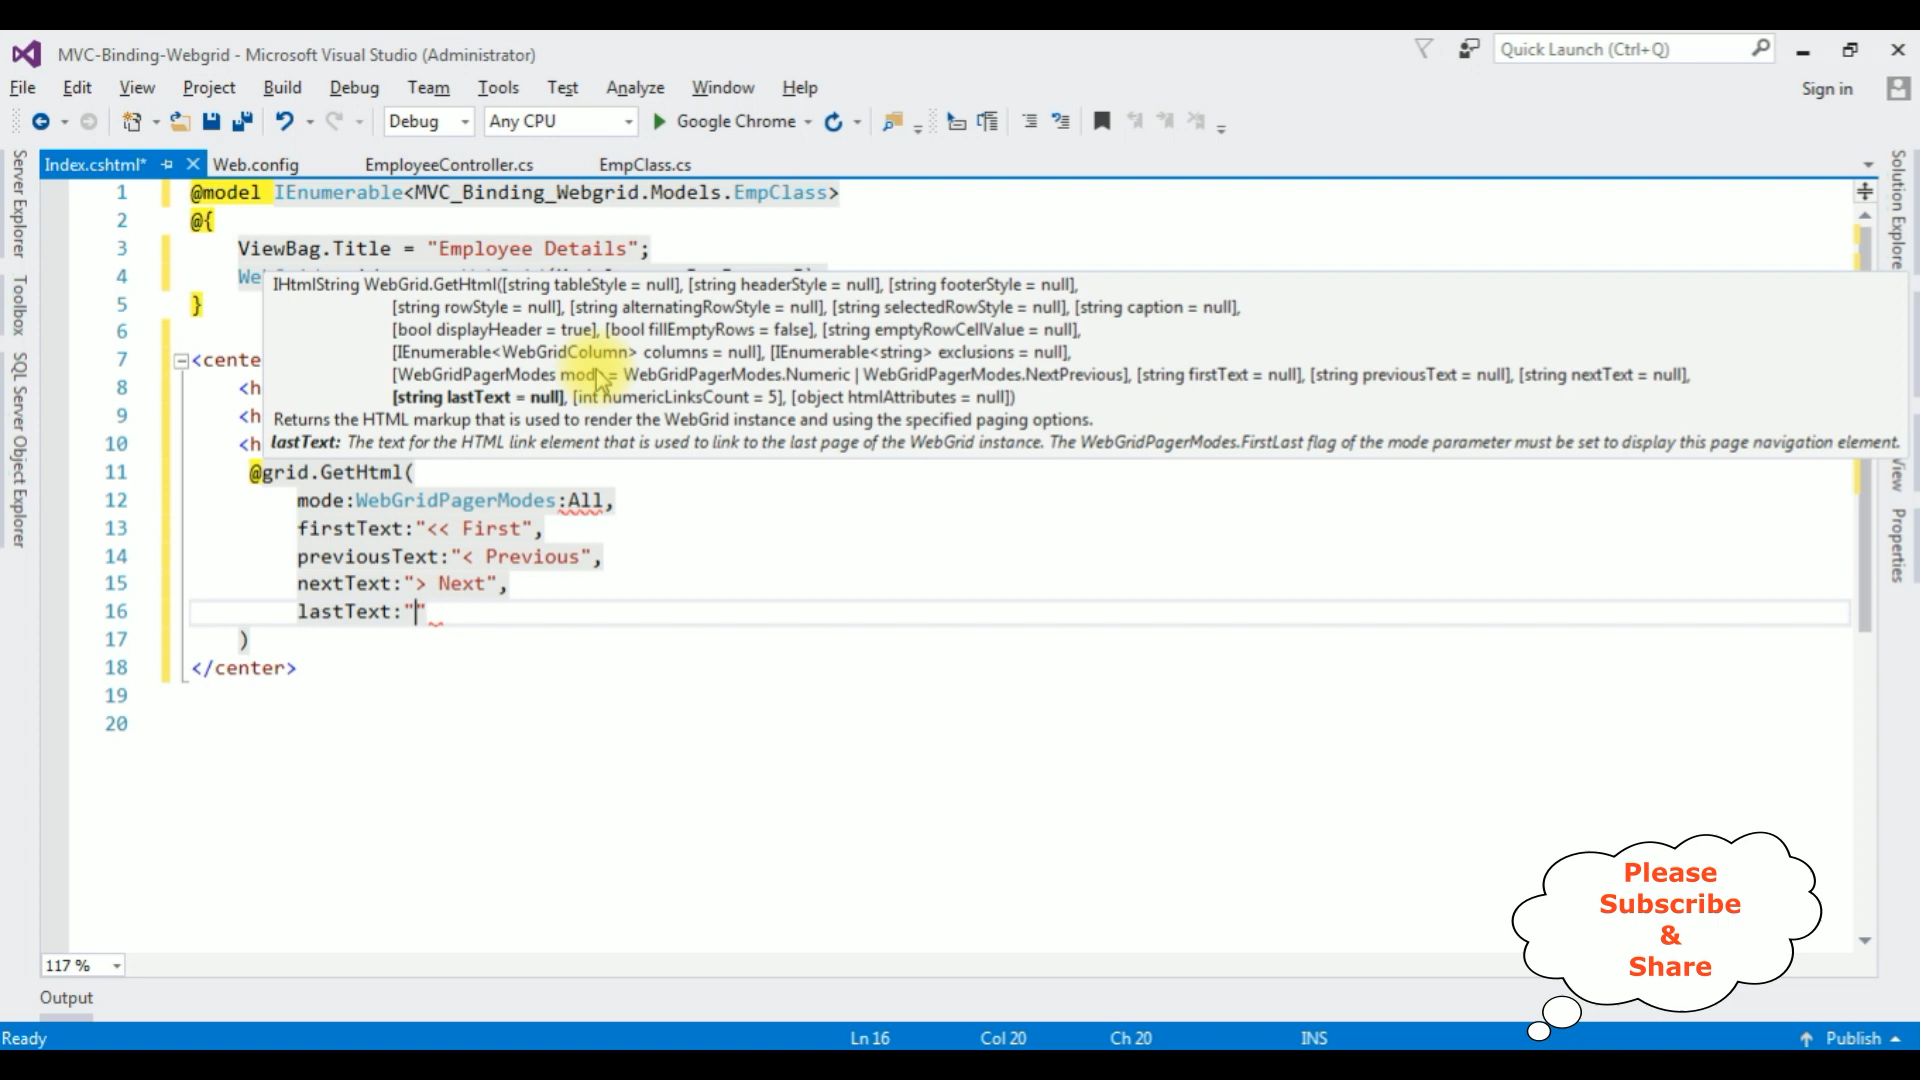 MVC-Binding-Webgrid - Microsoft Visual Studio (Administrator)
Quick Launch (Ctrl+Q)
File Edit View Project Build Debug Team Tools Test Analyze Window Help
Sign in
Debug Any CPU Google Chrome
Index.cshtml* Web.config EmployeeController.cs EmpClass.cs
Server Explorer
Toolbox
SQL Server Object Explorer
Solution Explore
View
Properties
1 @model IEnumerable<MVC_Binding_Webgrid.Models.EmpClass>
2 @{
3 ViewBag.Title = "Employee Details";
4 We
IHtmlString WebGrid.GetHtml([string tableStyle = null], [string headerStyle = null], [string footerStyle = null],
[string rowStyle = null], [string alternatingRowStyle = null], [string selectedRowStyle = null], [string caption = null],
[bool displayHeader = true], [bool fillEmptyRows = false], [string emptyRowCellValue = null],
[IEnumerable<WebGridColumn> columns = null], [IEnumerable<string> exclusions = null],
[WebGridPagerModes mode = WebGridPagerModes.Numeric | WebGridPagerModes.NextPrevious], [string firstText = null], [string previousText = null], [string nextText = null],
[string lastText = null], [int numericLinksCount = 5], [object htmlAttributes = null])
Returns the HTML markup that is used to render the WebGrid instance and using the specified paging options.
lastText: The text for the HTML link element that is used to link to the last page of the WebGrid instance. The WebGridPagerModes.FirstLast flag of the mode parameter must be set to display this page navigation element.
5 }
6
7 <cente
8 <h
9 <h
10 <h
11 @grid.GetHtml(
12 mode:WebGridPagerModes:All,
13 firstText:"<< First",
14 previousText:"< Previous",
15 nextText:"> Next",
16 lastText:""
17 )
18 </center>
19
20
Please
Subscribe
&
Share
117 %
Output
Ready Ln 16 Col 20 Ch 20 INS Publish